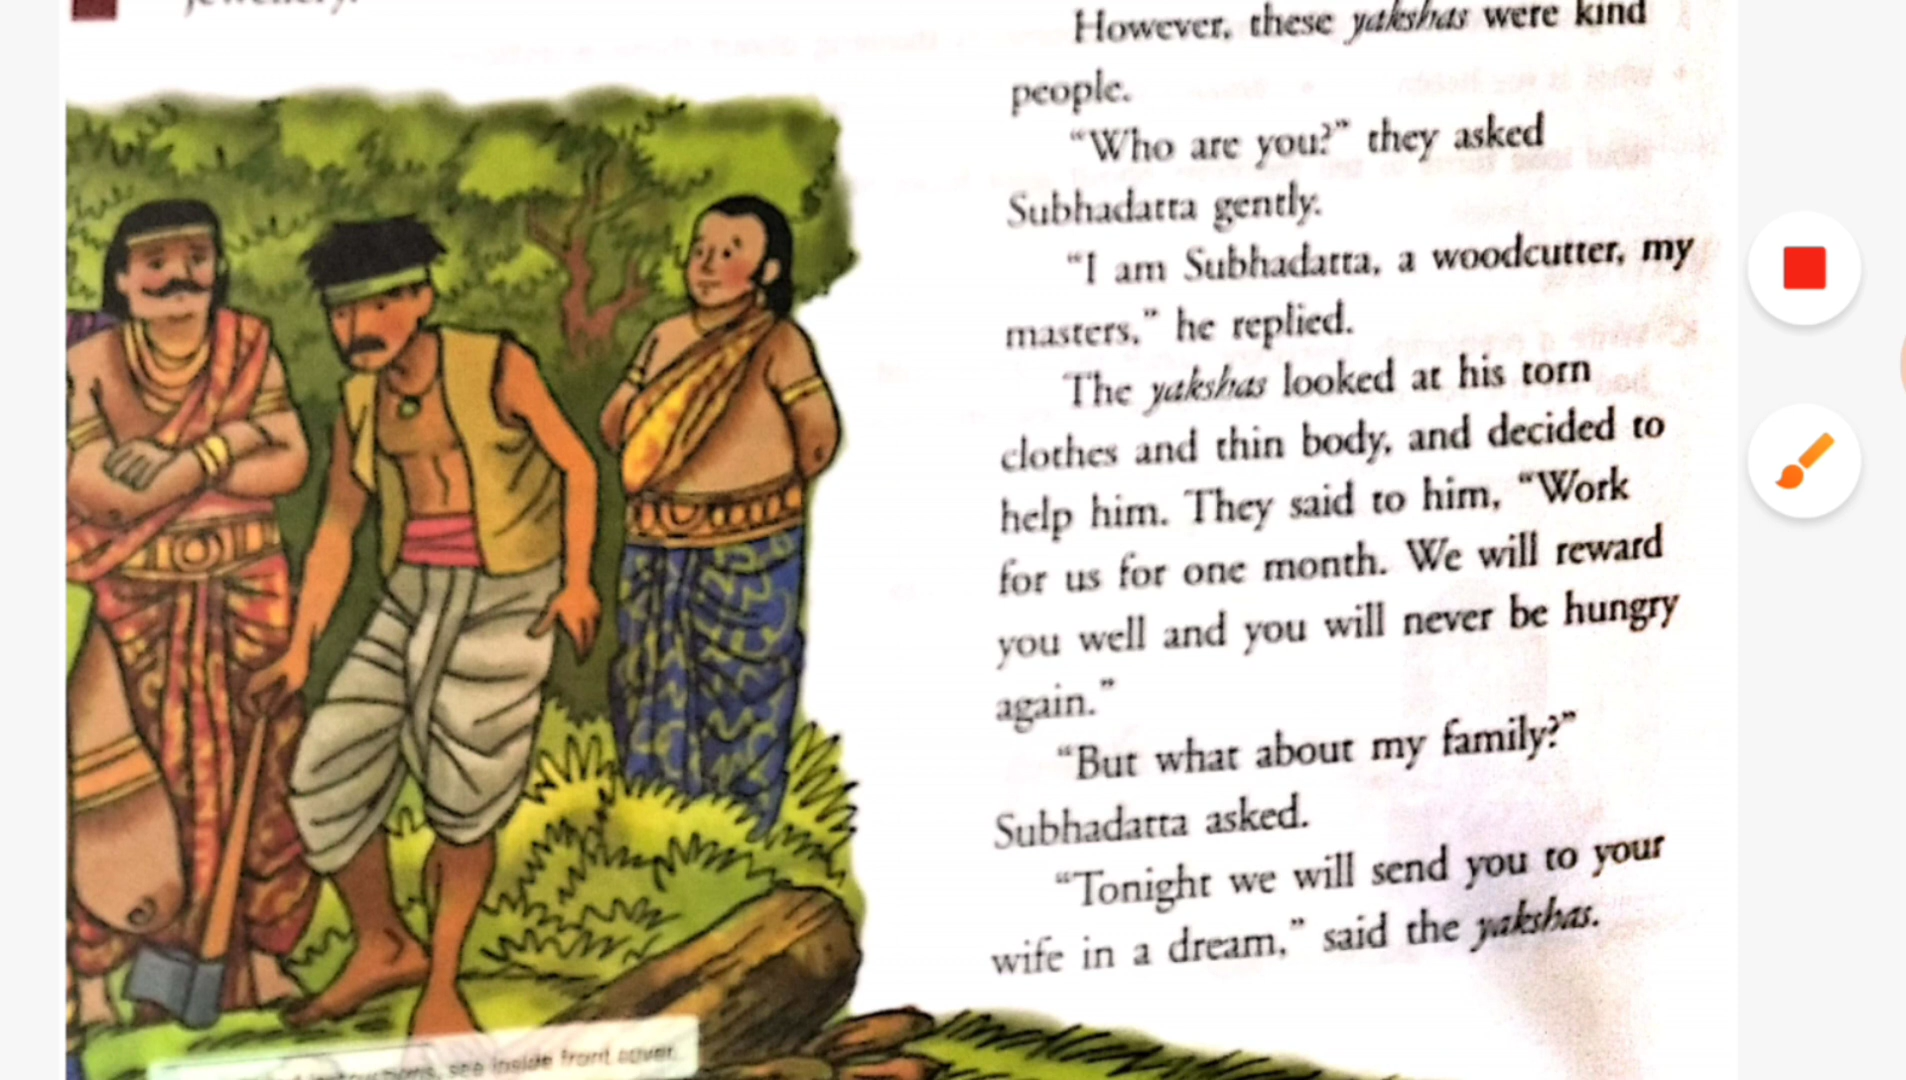 jewellery.
However, these yakshas were kind
people.
“Who are you?” they asked
Subhadatta gently.
“I am Subhadatta, a woodcutter, my
masters,” he replied.
The yakshas looked at his torn
clothes and thin body, and decided to
help him. They said to him, “Work
for us for one month. We will reward
you well and you will never be hungry
again.”
“But what about my family?”
Subhadatta asked.
“Tonight we will send you to your
wife in a dream,” said the yakshas.
instructions, see inside front cover.